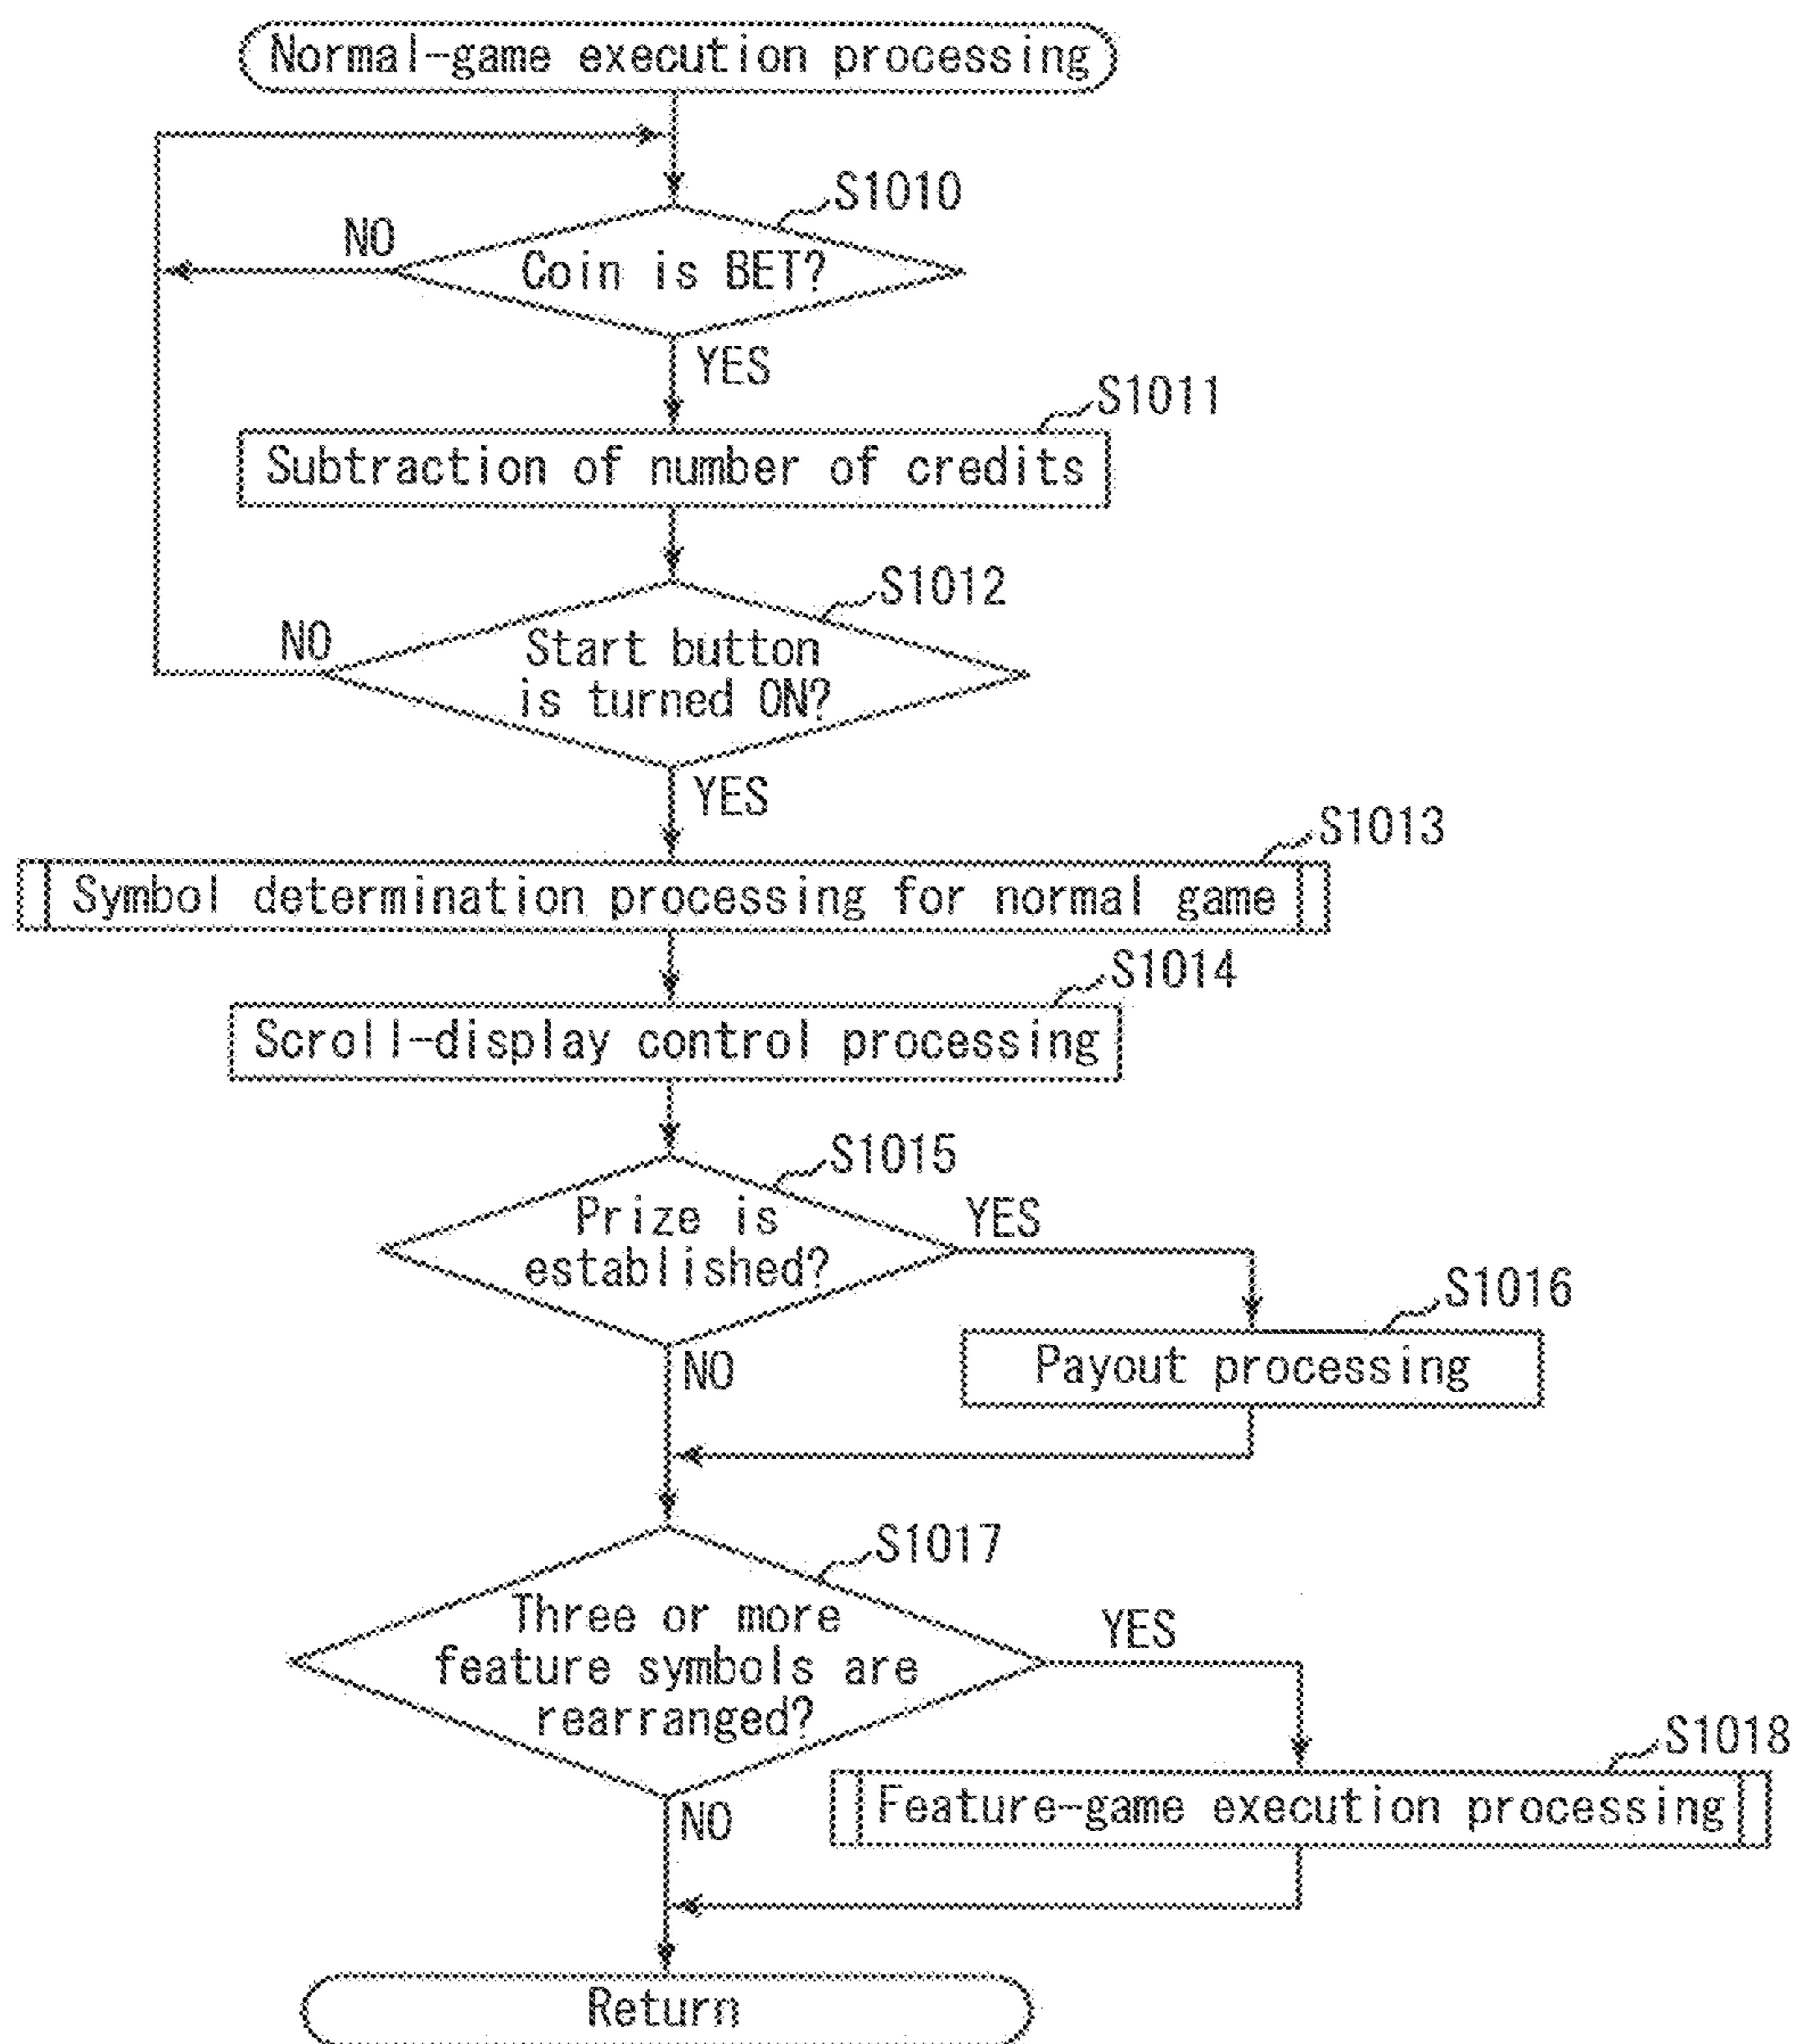 Normal-game execution processing
S1010
NO
Coin is BET?
YES
S1011
Subtraction of number of credits
S1012
NO
Start button
is turned ON?
YES
S1013
Symbol determination processing for normal game
S1014
Scroll-display control processing
S1015
Prize is
established?
YES
S1016
NO
Payout processing
S1017
Three or more
feature symbols are
rearranged?
YES
S1018
NO
Feature-game execution processing
Return